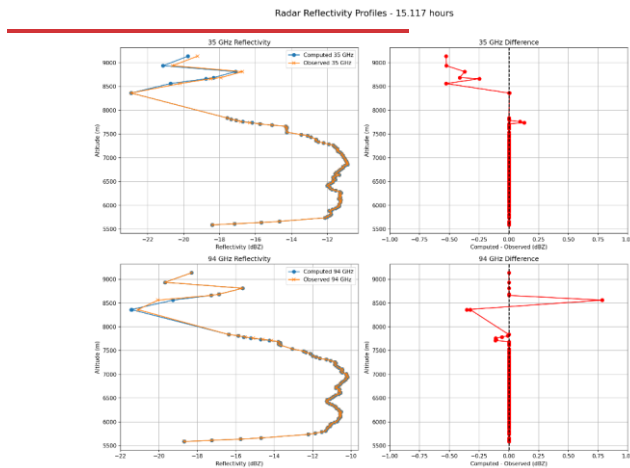 Radar Reflectivity Profiles - 15.117 hours
35 GHz Reflectivity
35 GHz Difference
Computed 35 GHz
Observed 35 GHz
Altitude (m)
9000
8500
8000
7500
7000
6500
6000
5500
−22 −20 −18 −16 −14 −12
Reflectivity (dBZ)
Altitude (m)
9000
8500
8000
7500
7000
6500
6000
5500
−1.00 −0.75 −0.50 −0.25 0.00 0.25 0.50 0.75 1.00
Computed - Observed (dBZ)
94 GHz Reflectivity
94 GHz Difference
Computed 94 GHz
Observed 94 GHz
Altitude (m)
9000
8500
8000
7500
7000
6500
6000
5500
−22 −20 −18 −16 −14 −12 −10
Reflectivity (dBZ)
Altitude (m)
9000
8500
8000
7500
7000
6500
6000
5500
−1.00 −0.75 −0.50 −0.25 0.00 0.25 0.50 0.75
Computed - Observed (dBZ)